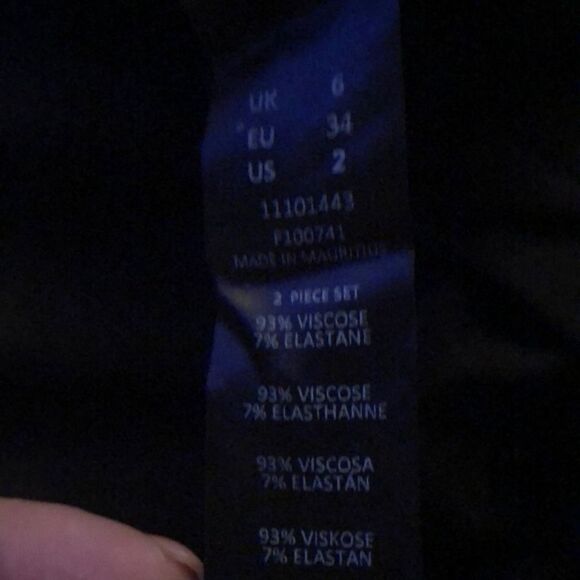 UK 6
EU 34
US 2
11101443
F100741
MADE IN MAURITIUS
2 PIECE SET
93% VISCOSE
7% ELASTANE
93% VISCOSE
7% ELASTHANNE
93% VISCOSA
7% ELASTÁN
93% VISKOSE
7% ELASTAN